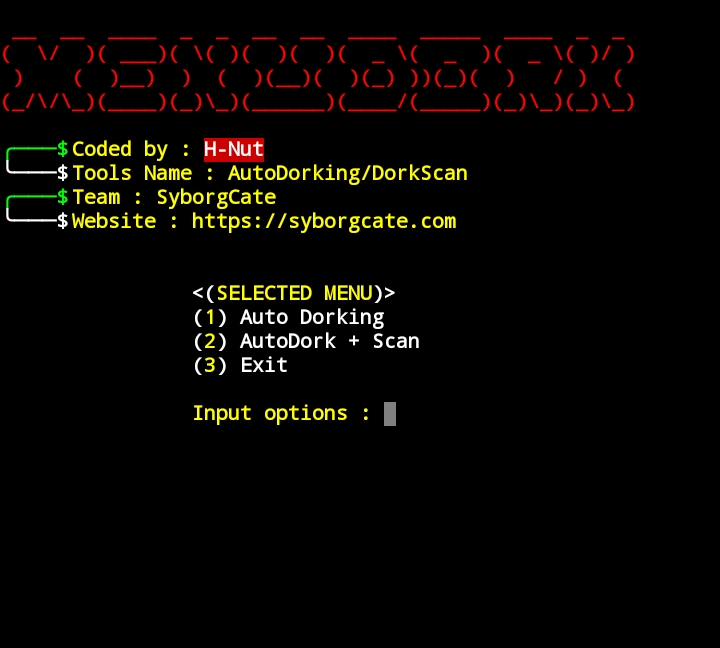 XENUDORK
Coded by : H-Nut
Tools Name : AutoDorking/DorkScan
Team : SyborgCate
Website : https://syborgcate.com
<(SELECTED MENU)>
(1) Auto Dorking
(2) AutoDork + Scan
(3) Exit
Input options :